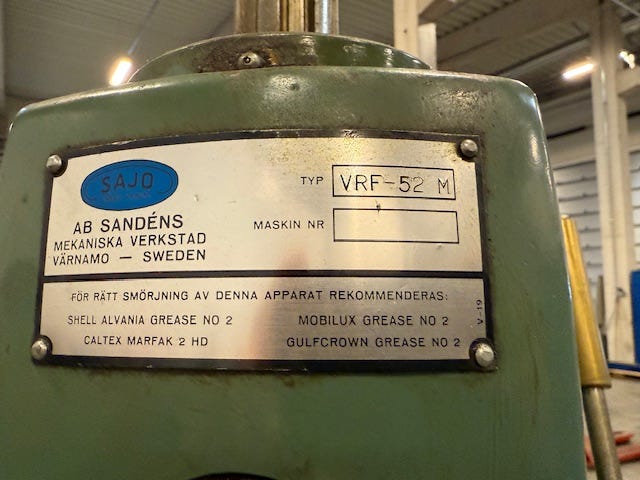 SAJO
TYP VRF-52 M
AB SANDÉNS
MEKANISKA VERKSTAD
VÄRNAMO — SWEDEN
MASKIN NR
FÖR RÄTT SMÖRJNING AV DENNA APPARAT REKOMMENDERAS:
SHELL ALVANIA GREASE NO 2
MOBILUX GREASE NO 2
CALTEX MARFAK 2 HD
GULFCROWN GREASE NO 2
V-19